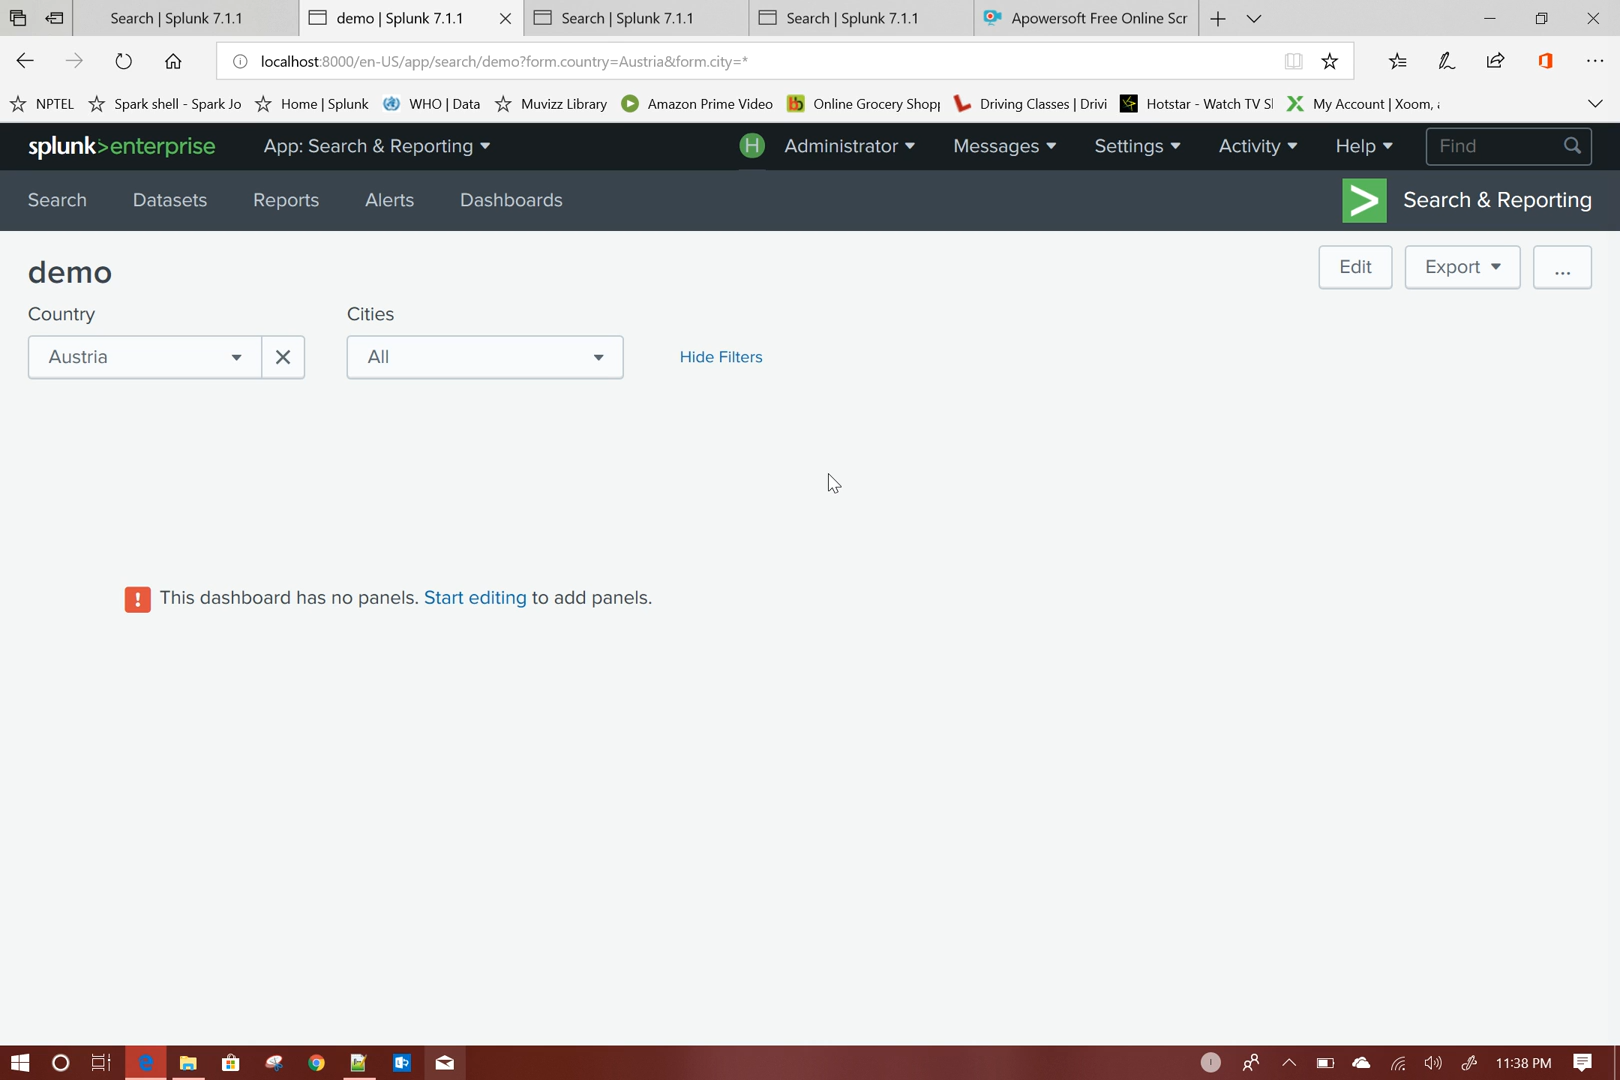 Search | Splunk 7.1.1
demo | Splunk 7.1.1
Search | Splunk 7.1.1
Search | Splunk 7.1.1
Apowersoft Free Online Scr
localhost:8000/en-US/app/search/demo?form.country=Austria&form.city=*
NPTEL
Spark shell - Spark Jo
Home | Splunk
WHO | Data
Muvizz Library
Amazon Prime Video
Online Grocery Shopp
Driving Classes | Drivi
Hotstar - Watch TV S
My Account | Xoom, a
splunk>enterprise
App: Search & Reporting
H
Administrator
Messages
Settings
Activity
Help
Find
Search
Datasets
Reports
Alerts
Dashboards
Search & Reporting
demo
Edit
Export
...
Country
Cities
Austria
All
Hide Filters
This dashboard has no panels. Start editing to add panels.
11:38 PM